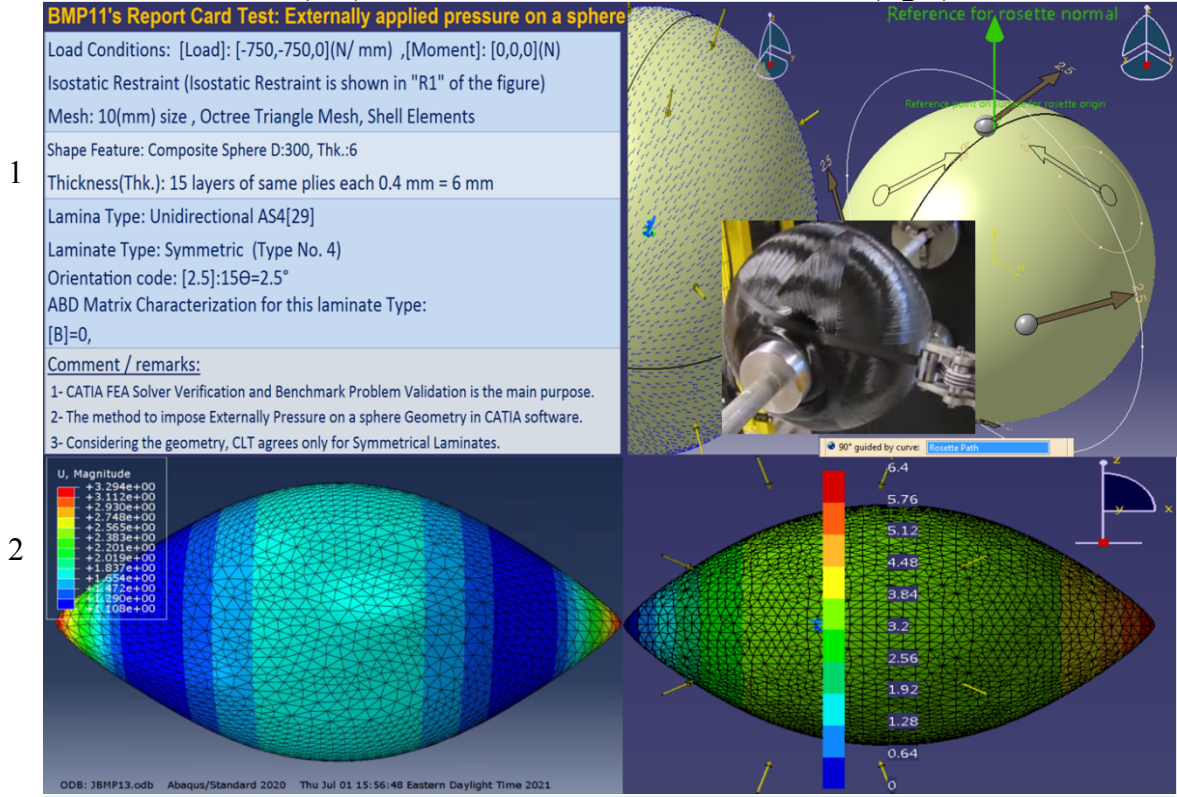 BMP11's Report Card Test: Externally applied pressure on a sphere
Load Conditions: [Load]: [-750,-750,0](N/ mm) ,[Moment]: [0,0,0](N)
Isostatic Restraint (Isostatic Restraint is shown in "R1" of the figure)
Mesh: 10(mm) size , Octree Triangle Mesh, Shell Elements
1
Shape Feature: Composite Sphere D:300, Thk.:6
Thickness(Thk.): 15 layers of same plies each 0.4 mm = 6 mm
Lamina Type: Unidirectional AS4[29]
Laminate Type: Symmetric (Type No. 4)
Orientation code: [2.5]:15Θ=2.5°
ABD Matrix Characterization for this laminate Type:
[B]=0,
Comment / remarks:
1- CATIA FEA Solver Verification and Benchmark Problem Validation is the main purpose.
2- The method to impose Externally Pressure on a sphere Geometry in CATIA software.
3- Considering the geometry, CLT agrees only for Symmetrical Laminates.
Reference for rosette normal
25
Reference point on surface for rosette origin
25
25
90° guided by curve: Rosette Path
2
U, Magnitude
+3.294e+00
+3.112e+00
+2.930e+00
+2.748e+00
+2.565e+00
+2.383e+00
+2.201e+00
+2.019e+00
+1.837e+00
+1.654e+00
+1.472e+00
+1.290e+00
+1.108e+00
ODB: JBMP13.odb Abaqus/Standard 2020 Thu Jul 01 15:56:48 Eastern Daylight Time 2021
6.4
5.76
5.12
4.48
3.84
3.2
2.56
1.92
1.28
0.64
0
z
y
x